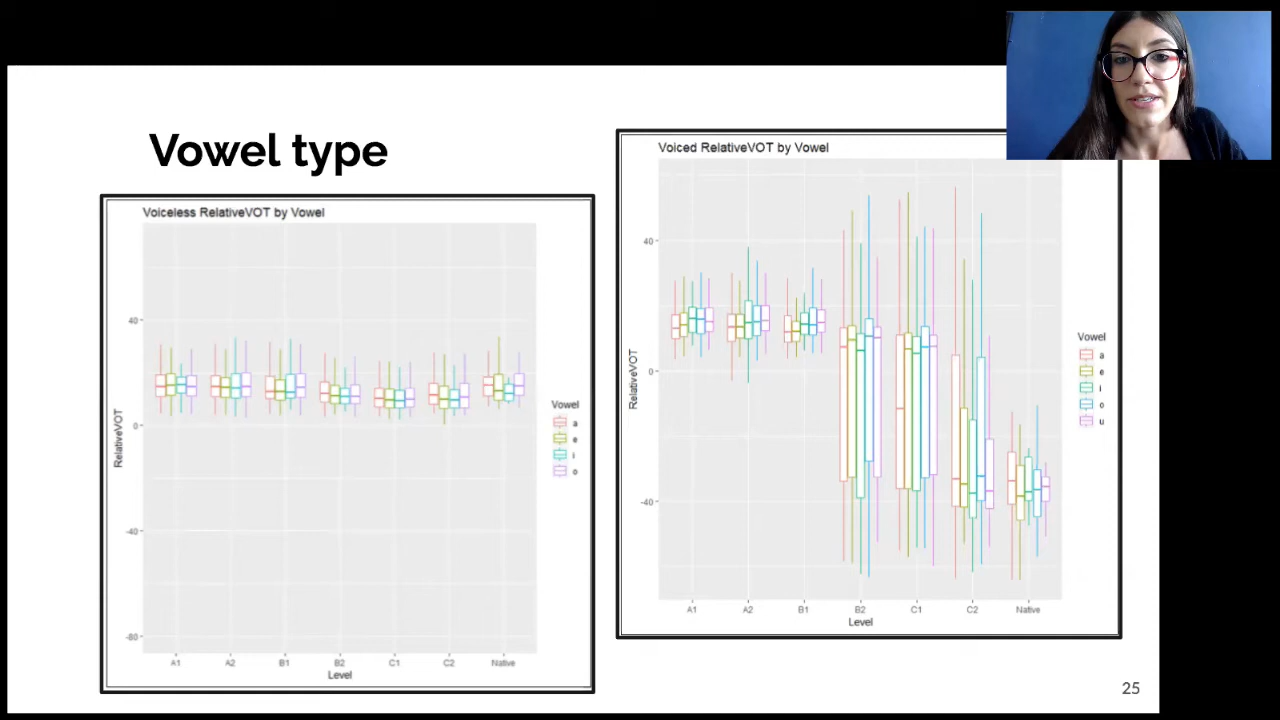 Vowel type
Voiceless RelativeVOT by Vowel
RelativeVOT
40
0
-40
-80
A1 A2 B1 B2 C1 C2 Native
Level
Vowel
a
e
i
o
Voiced RelativeVOT by Vowel
RelativeVOT
40
0
-40
A1 A2 B1 B2 C1 C2 Native
Level
Vowel
a
e
i
o
u
25